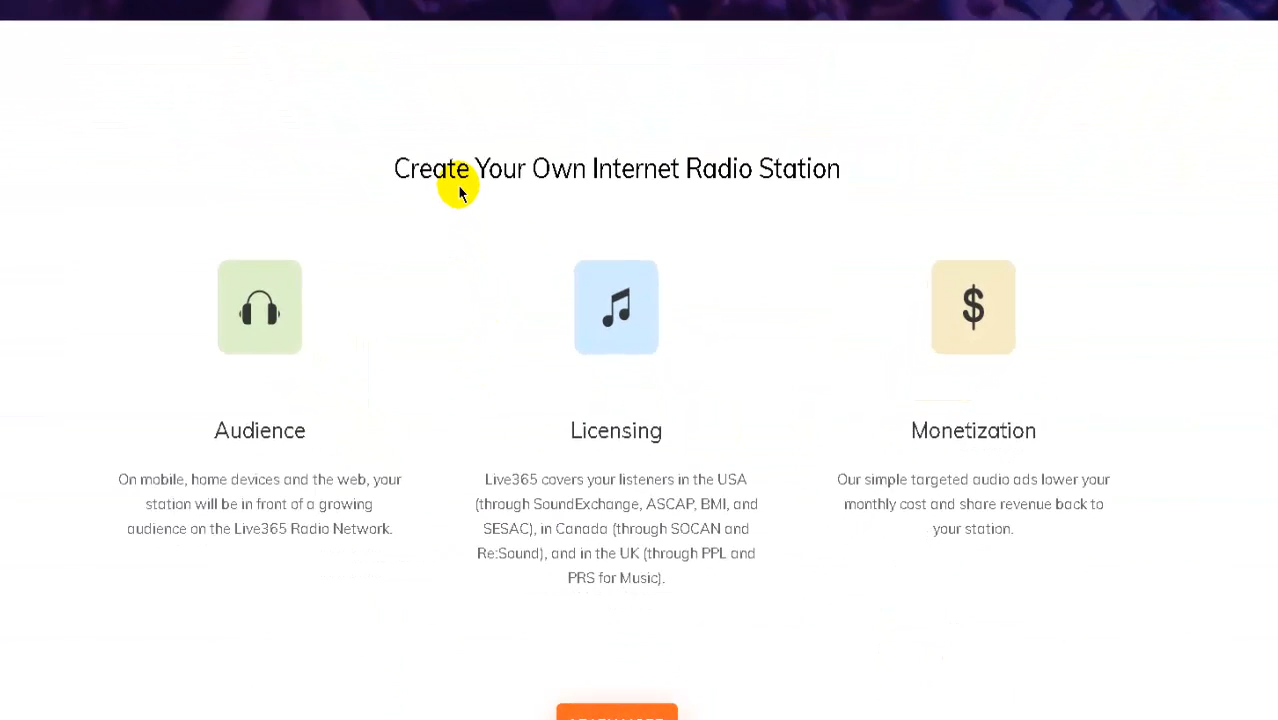 Create Your Own Internet Radio Station
Audience
On mobile, home devices and the web, your
station will be in front of a growing
audience on the Live365 Radio Network.
Licensing
Live365 covers your listeners in the USA
(through SoundExchange, ASCAP, BMI, and
SESAC), in Canada (through SOCAN and
Re:Sound), and in the UK (through PPL and
PRS for Music).
Monetization
Our simple targeted audio ads lower your
monthly cost and share revenue back to
your station.